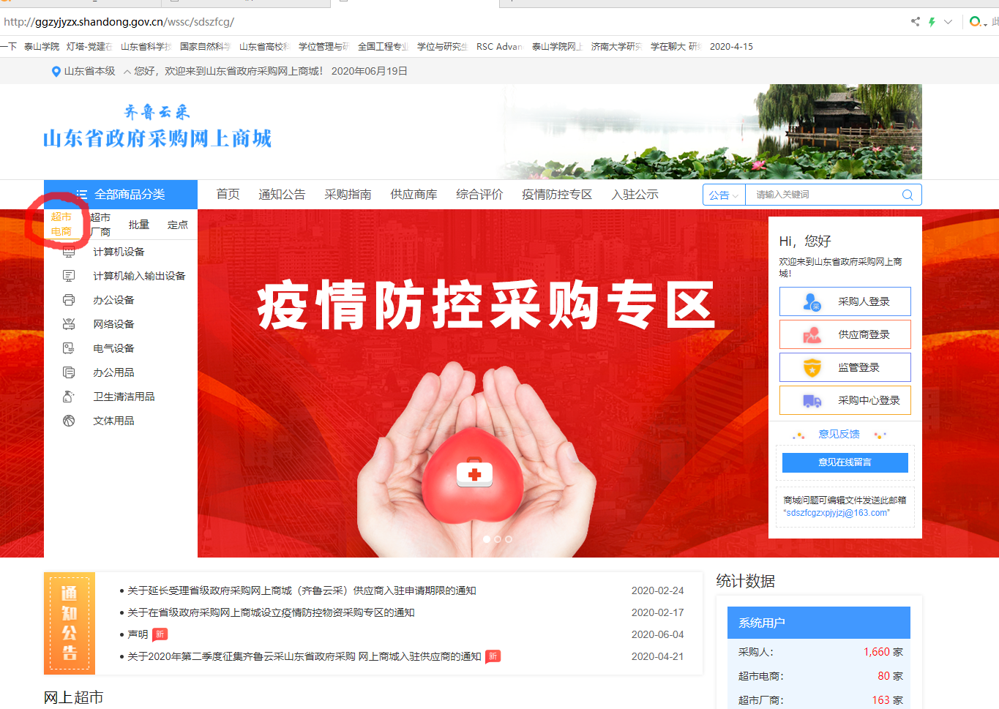 http://ggzyjyzx.shandong.gov.cn/wssc/sdszfcg/
一下 泰山学院 灯塔-党建在 山东省科学技 国家自然科学 山东省高校科 学位管理与研 全国工程专业 学位与研究生 RSC Advan 泰山学院网上 济南大学研究 学在聊大 研 2020-4-15
山东省本级 您好，欢迎来到山东省政府采购网上商城！ 2020年06月19日
齐鲁云采
山东省政府采购网上商城
全部商品分类 首页 通知公告 采购指南 供应商库 综合评价 疫情防控专区 入驻公示 公告 请输入关键词
超市电商 超市厂商 批量 定点
计算机设备
计算机输入输出设备
办公设备
网络设备
电气设备
办公用品
卫生清洁用品
文体用品
疫情防控采购专区
Hi，您好
欢迎来到山东省政府采购网上商
城！
采购人登录
供应商登录
监管登录
采购中心登录
意见反馈
意见在线留言
商城问题可编辑文件发送此邮箱
“sdszfcgzxpjyjzj@163.com”
通知公告
关于延长受理省级政府采购网上商城（齐鲁云采）供应商入驻申请期限的通知 2020-02-24
关于在省级政府采购网上商城设立疫情防控物资采购专区的通知 2020-02-17
声明 新 2020-06-04
关于2020年第二季度征集齐鲁云采山东省政府采购 网上商城入驻供应商的通知 新 2020-04-21
统计数据
系统用户
采购人： 1,660 家
超市电商： 80 家
超市厂商： 163 家
网上超市